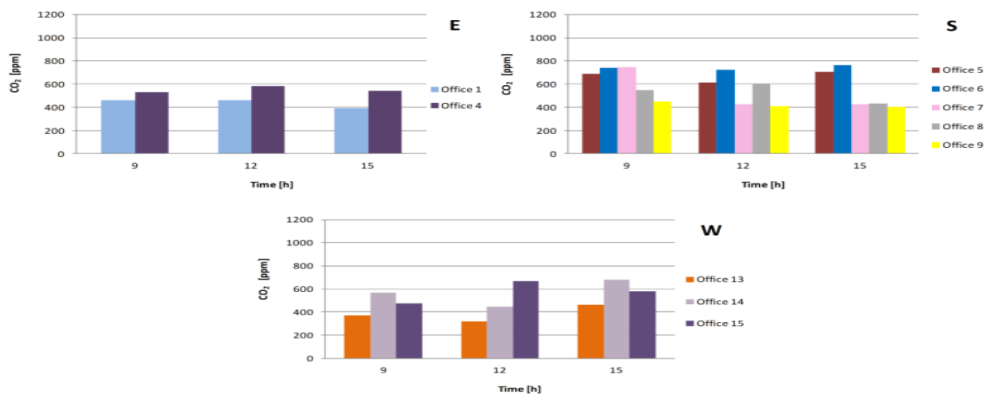 E
1200
1000
800
600
400
200
0
CO₂ [ppm]
9 12 15
Time [h]
Office 1
Office 4
S
1200
1000
800
600
400
200
0
CO₂ [ppm]
9 12 15
Time [h]
Office 5
Office 6
Office 7
Office 8
Office 9
W
1200
1000
800
600
400
200
0
CO₂ [ppm]
9 12 15
Time [h]
Office 13
Office 14
Office 15